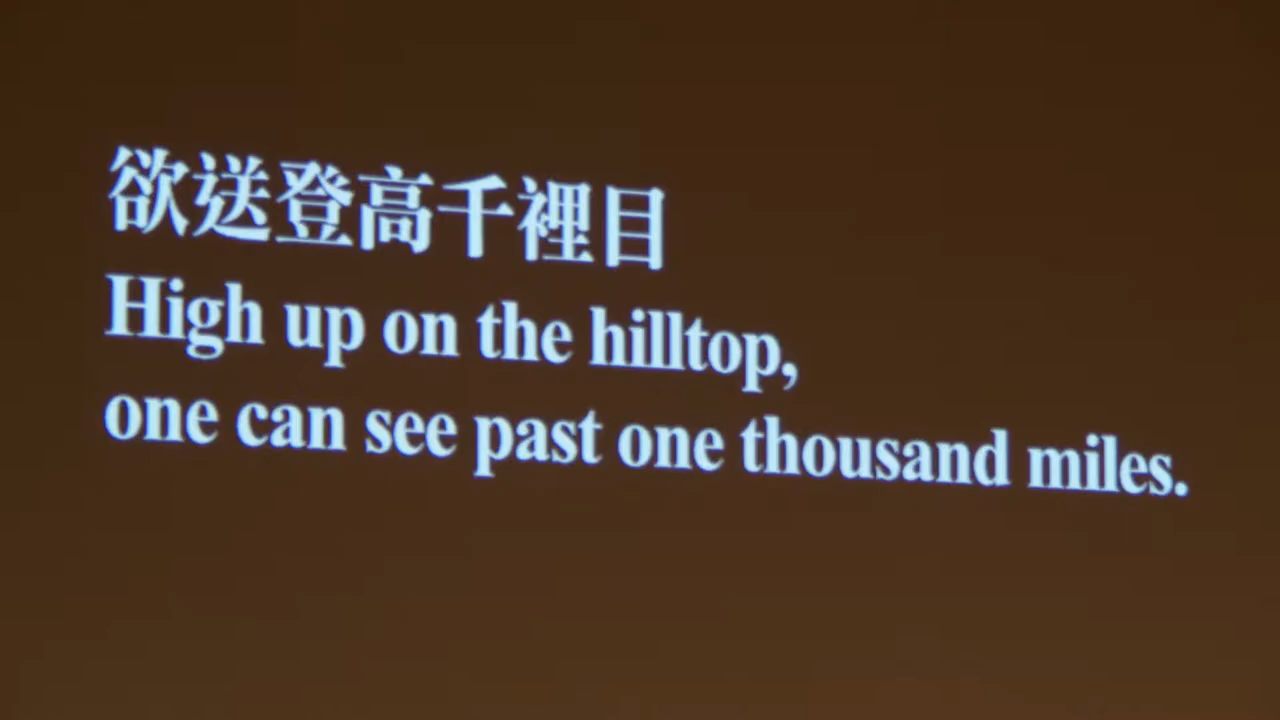 欲送登高千裡目
High up on the hilltop,
one can see past one thousand miles.